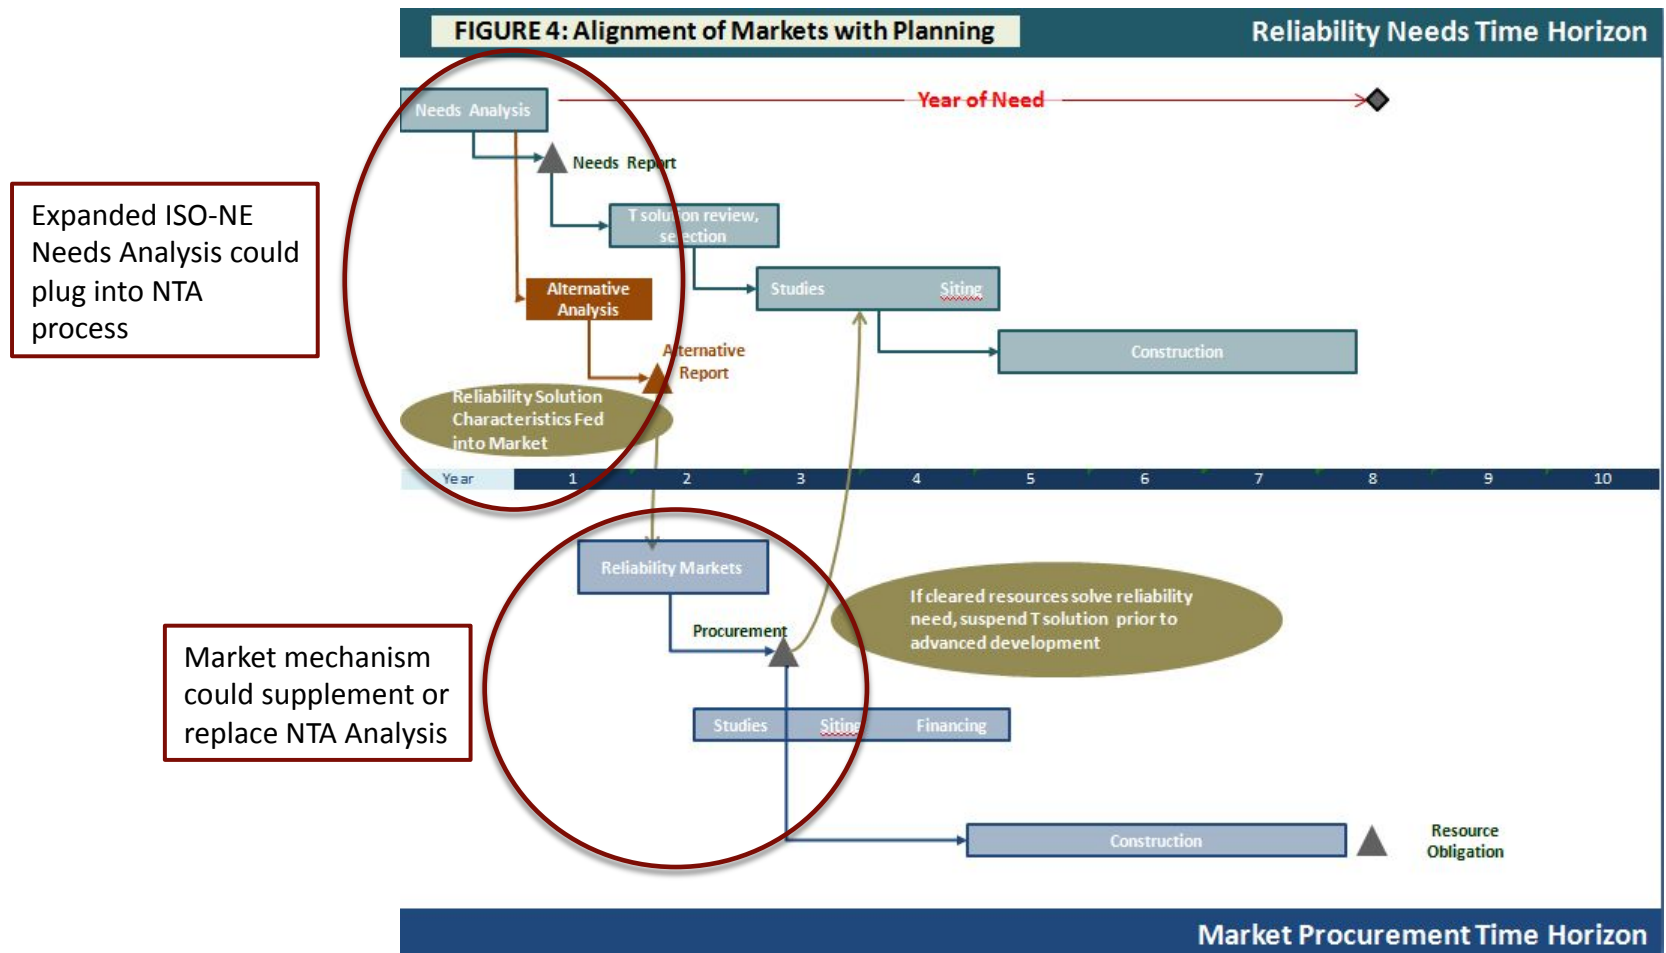 FIGURE 4: Alignment of Markets with Planning
Reliability Needs Time Horizon
Needs Analysis
Year of Need
Needs Report
Expanded ISO-NE
Needs Analysis could
plug into NTA
process
T solution review,
selection
Studies
Siting
Alternative
Analysis
Construction
Alternative
Report
Reliability Solution
Characteristics Fed
into Market
Year 1 2 3 4 5 6 7 8 9 10
Reliability Markets
If cleared resources solve reliability
need, suspend T solution prior to
advanced development
Procurement
Market mechanism
could supplement or
replace NTA Analysis
Studies Siting Financing
Construction
Resource
Obligation
Market Procurement Time Horizon